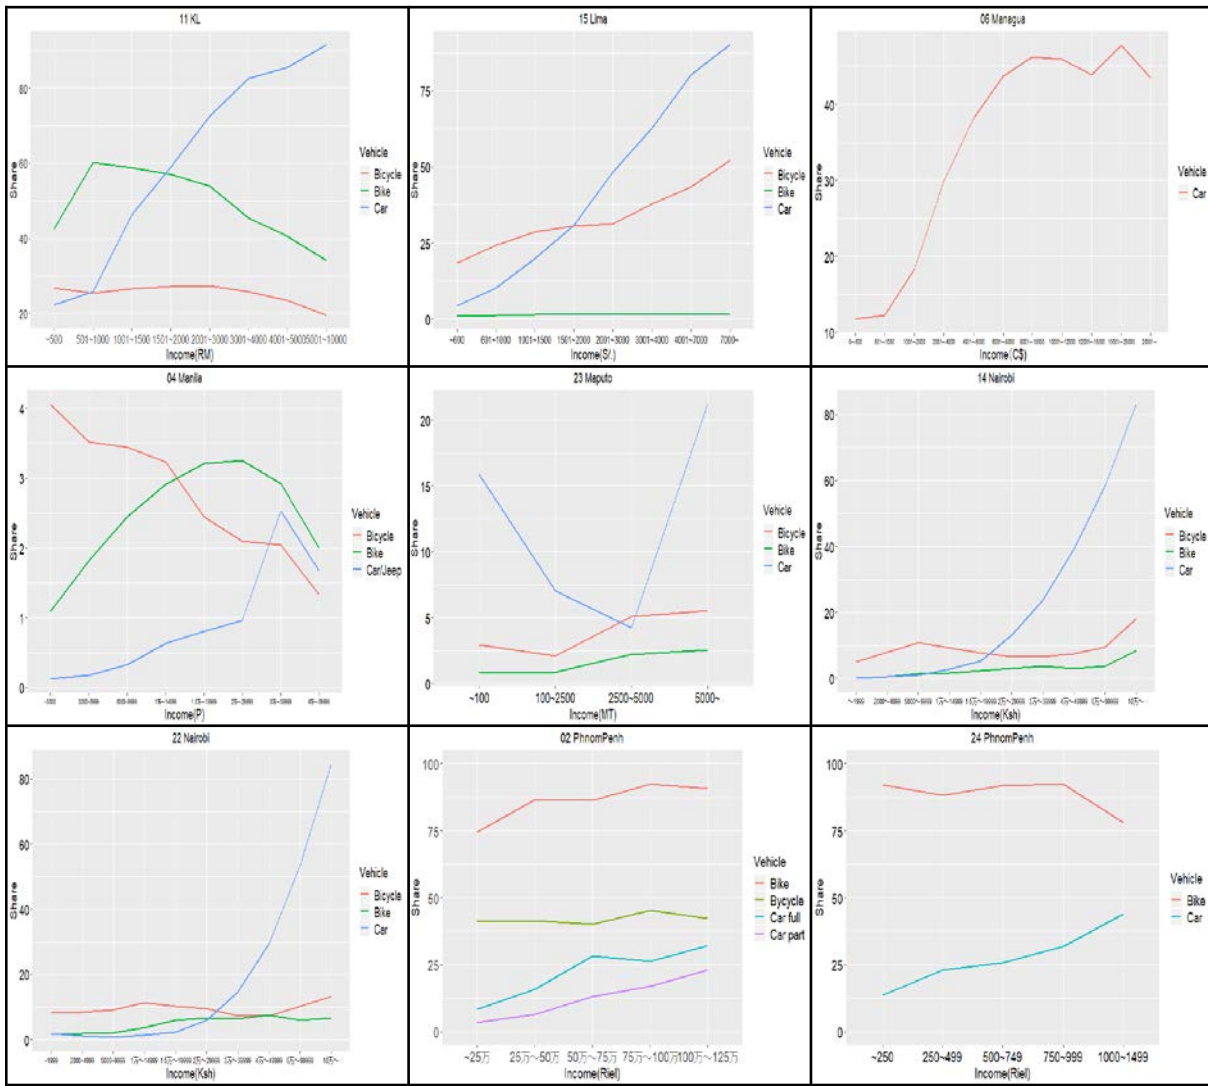 11 KL
80
60
40
20
Share
~500
501~1000
1001~1500
1501~2000
2001~3000
3001~4000
4001~5000
5001~10000
Income(RM)
Vehicle
Bicycle
Bike
Car
15 Lima
75
50
25
0
Share
~600
601~1000
1001~1500
1501~2000
2001~3000
3001~4000
4001~7000
7000~
Income(S/.)
Vehicle
Bicycle
Bike
Car
06 Managua
40
30
20
10
Share
Income(C$)
Vehicle
Car
04 Manila
4
3
2
1
0
Share
Income(P)
Vehicle
Bicycle
Bike
Car/Jeep
23 Maputo
20
15
10
5
0
Share
~100
100~2500
2500~5000
5000~
Income(MT)
Vehicle
Bicycle
Bike
Car
14 Nairobi
80
60
40
20
0
Share
Income(Ksh)
Vehicle
Bicycle
Bike
Car
22 Nairobi
80
60
40
20
0
Share
Income(Ksh)
Vehicle
Bicycle
Bike
Car
02 PhnomPenh
100
75
50
25
0
Share
~25万
25万~50万
50万~75万
75万~100万
100万~125万
Income(Riel)
Vehicle
Bike
Bycycle
Car full
Car part
24 PhnomPenh
100
75
50
25
0
Share
~250
250~499
500~749
750~999
1000~1499
Income(Riel)
Vehicle
Bike
Car